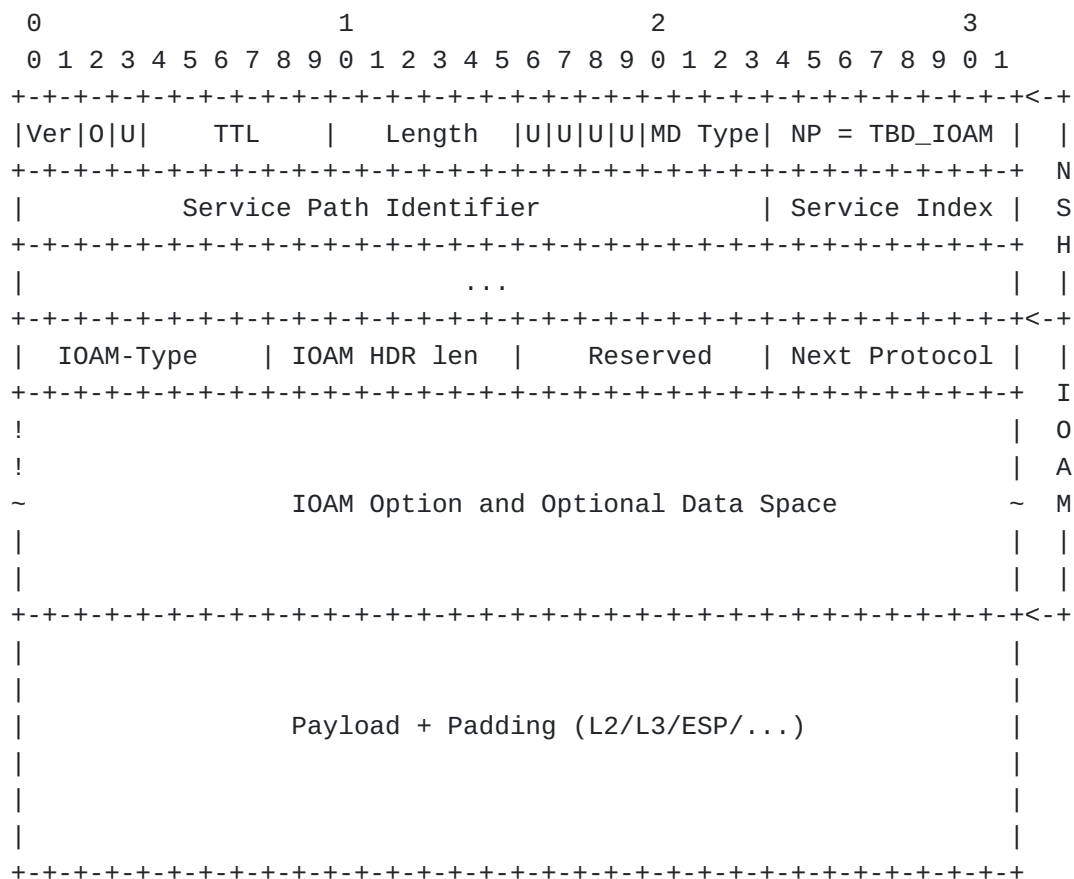 0                   1                   2                   3
 0 1 2 3 4 5 6 7 8 9 0 1 2 3 4 5 6 7 8 9 0 1 2 3 4 5 6 7 8 9 0 1
+-+-+-+-+-+-+-+-+-+-+-+-+-+-+-+-+-+-+-+-+-+-+-+-+-+-+-+-+-+-+-+-+<-+
|Ver|O|U|    TTL    |   Length  |U|U|U|U|MD Type| NP = TBD_IOAM |  |
+-+-+-+-+-+-+-+-+-+-+-+-+-+-+-+-+-+-+-+-+-+-+-+-+-+-+-+-+-+-+-+-+  N
|          Service Path Identifier              | Service Index |  S
+-+-+-+-+-+-+-+-+-+-+-+-+-+-+-+-+-+-+-+-+-+-+-+-+-+-+-+-+-+-+-+-+  H
|                            ...                                |  |
+-+-+-+-+-+-+-+-+-+-+-+-+-+-+-+-+-+-+-+-+-+-+-+-+-+-+-+-+-+-+-+-+<-+
|  IOAM-Type    | IOAM HDR len  |    Reserved   | Next Protocol |  |
+-+-+-+-+-+-+-+-+-+-+-+-+-+-+-+-+-+-+-+-+-+-+-+-+-+-+-+-+-+-+-+-+  I
!                                                               |  O
!                                                               |  A
~                 IOAM Option and Optional Data Space           ~  M
|                                                               |  |
|                                                               |  |
+-+-+-+-+-+-+-+-+-+-+-+-+-+-+-+-+-+-+-+-+-+-+-+-+-+-+-+-+-+-+-+-+<-+
|                                                               |
|                                                               |
|                 Payload + Padding (L2/L3/ESP/...)             |
|                                                               |
|                                                               |
|                                                               |
+-+-+-+-+-+-+-+-+-+-+-+-+-+-+-+-+-+-+-+-+-+-+-+-+-+-+-+-+-+-+-+-+